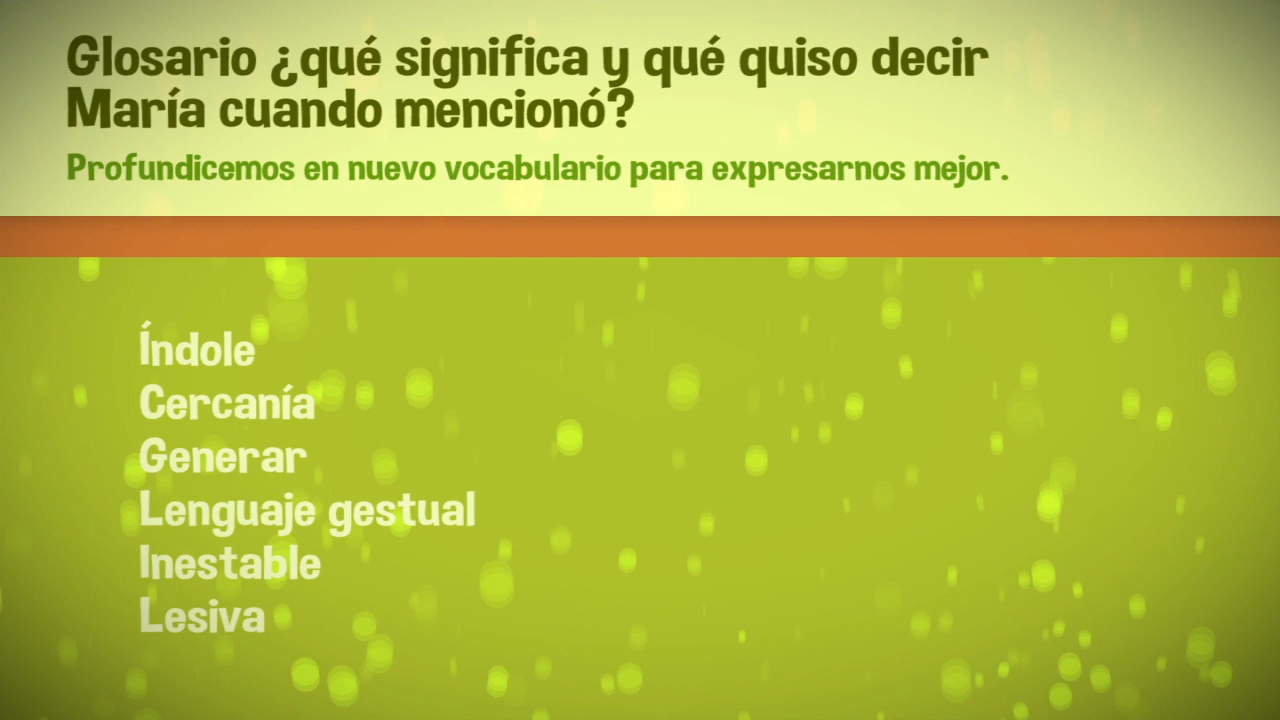 Glosario ¿qué significa y qué quiso decir
María cuando mencionó?
Profundicemos en nuevo vocabulario para expresarnos mejor.
Índole
Cercanía
Generar
Lenguaje gestual
Inestable
Lesiva